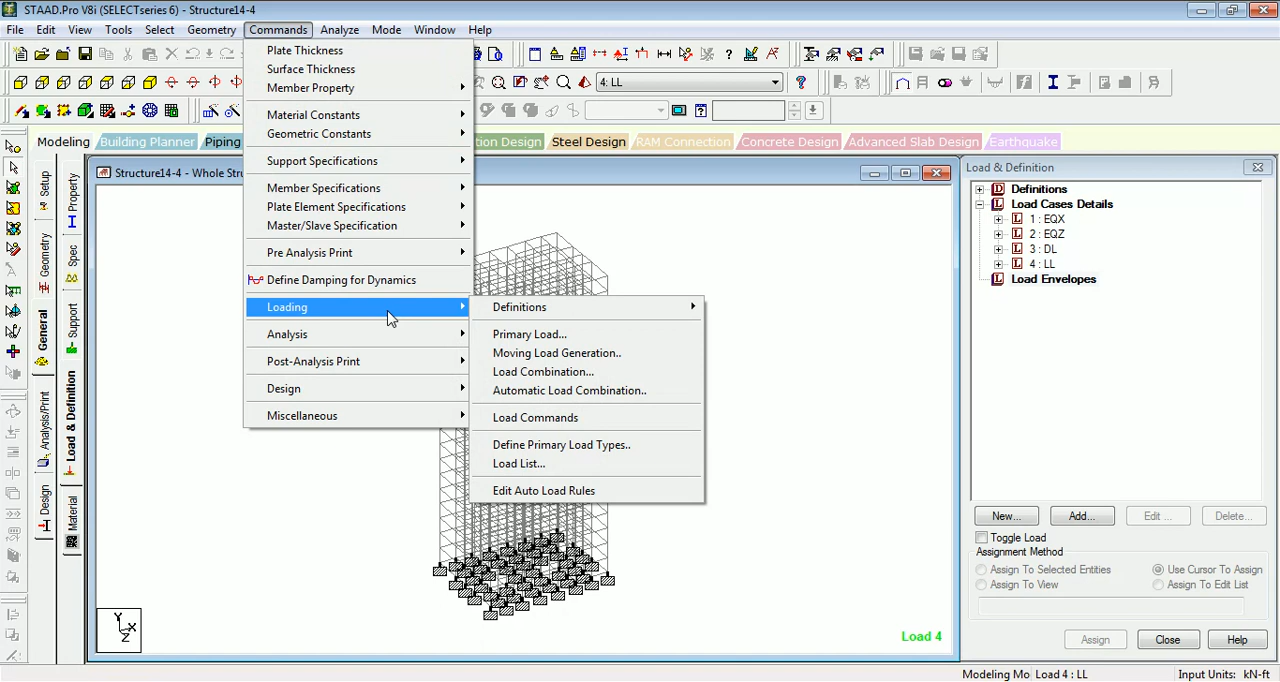 STAAD.Pro V8i (SELECTseries 6) - Structure14-4
File Edit View Tools Select Geometry Commands Analyze Mode Window Help
4: LL
Modeling Building Planner Piping tion Design Steel Design RAM Connection Concrete Design Advanced Slab Design Earthquake
Setup
Geometry
General
Analysis/Print
Design
Property
Spec
Support
Load & Definition
Material
Structure14-4 - Whole Stru
Plate Thickness
Surface Thickness
Member Property
Material Constants
Geometric Constants
Support Specifications
Member Specifications
Plate Element Specifications
Master/Slave Specification
Pre Analysis Print
Define Damping for Dynamics
Loading
Analysis
Post-Analysis Print
Design
Miscellaneous
Definitions
Primary Load...
Moving Load Generation..
Load Combination...
Automatic Load Combination..
Load Commands
Define Primary Load Types..
Load List...
Edit Auto Load Rules
Y
X
Z
Load 4
Load & Definition
D Definitions
L Load Cases Details
L 1 : EQX
L 2 : EQZ
L 3 : DL
L 4 : LL
L Load Envelopes
New... Add... Edit ... Delete...
Toggle Load
Assignment Method
Assign To Selected Entities Use Cursor To Assign
Assign To View Assign To Edit List
Assign Close Help
Modeling Mo Load 4 : LL Input Units: kN-ft